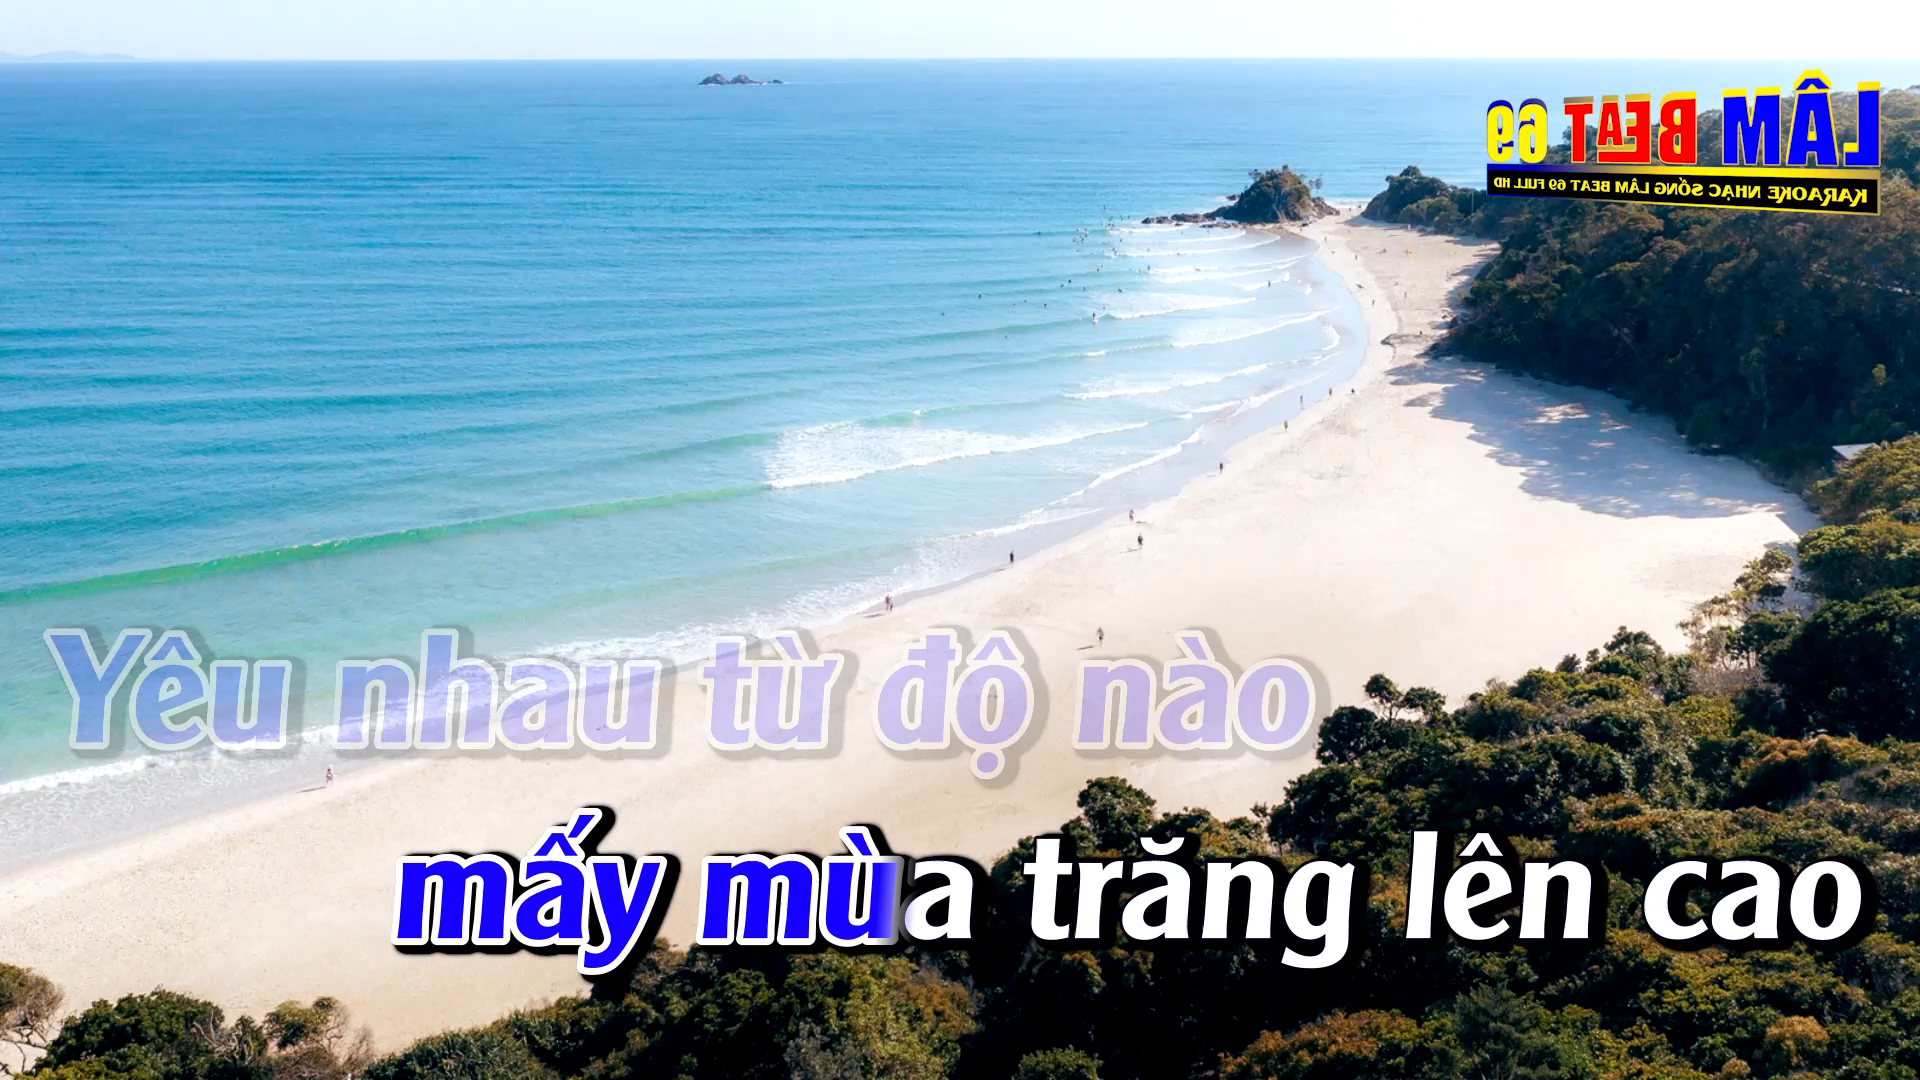 LÂM BEAT 69
KARAOKE NHẠC SỐNG LÂM BEAT 69 FULL HD
Yêu nhau từ độ nào
mấy mùa trăng lên cao